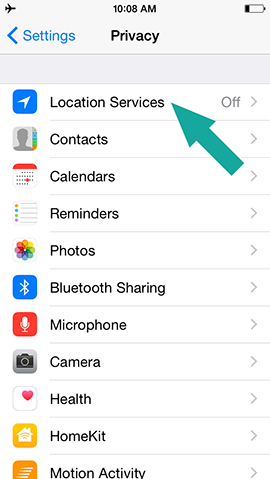 10:08 AM
Settings Privacy
Location Services Off
Contacts
Calendars
Reminders
Photos
Bluetooth Sharing
Microphone
Camera
Health
HomeKit
Motion Activity